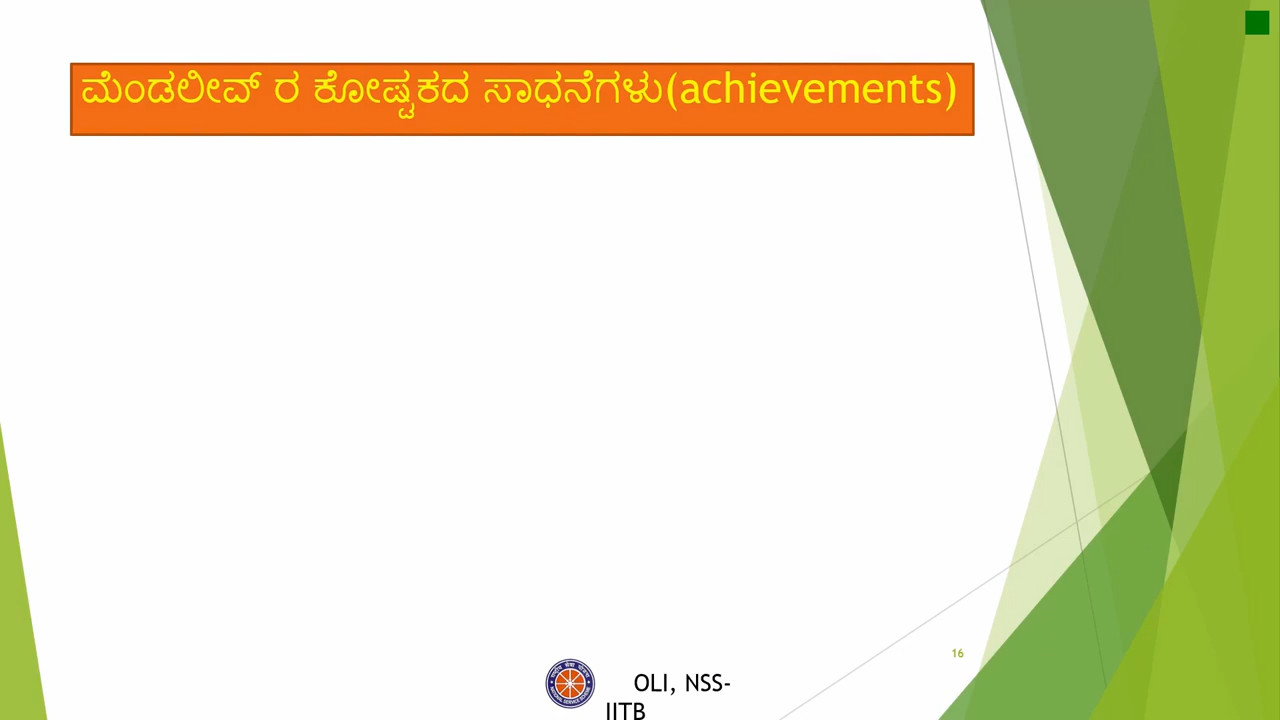 ಮೆಂಡಲೀವ್ ರ ಕೋಷ್ಟಕದ ಸಾಧನೆಗಳು(achievements)
16
OLI, NSS-
IITB